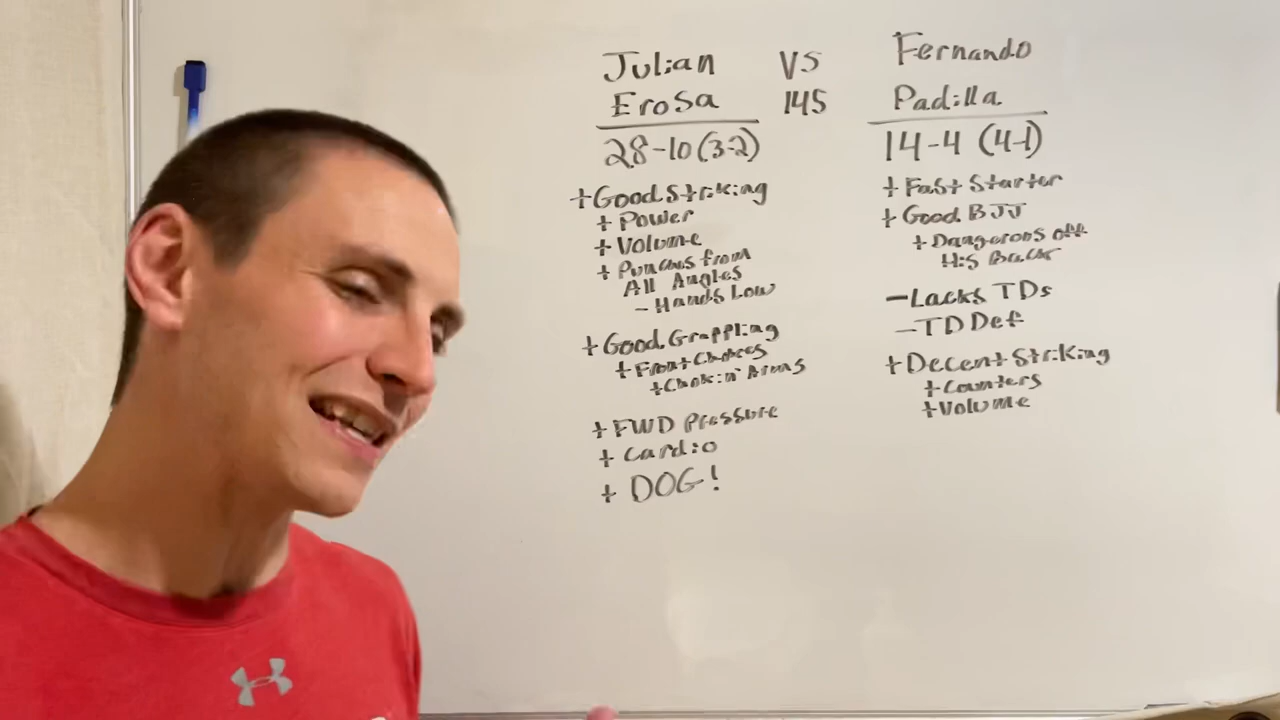 Julian
Erosa
28-10 (3-2)
+Good Striking
+ Power
+ Volume
+ Punches from
All Angles
- Hands Low
+Good Grappling
+ Front Chokes
+Chokin' Arms
+ FWD Pressure
+ Cardio
+ DOG!
VS
145
Fernando
Padilla
14-4 (4-1)
+ Fast Starter
+ Good BJJ
+ Dangerous off
His Back
- Lacks TDs
- TD Def
+Decent Striking
+Counters
+Volume